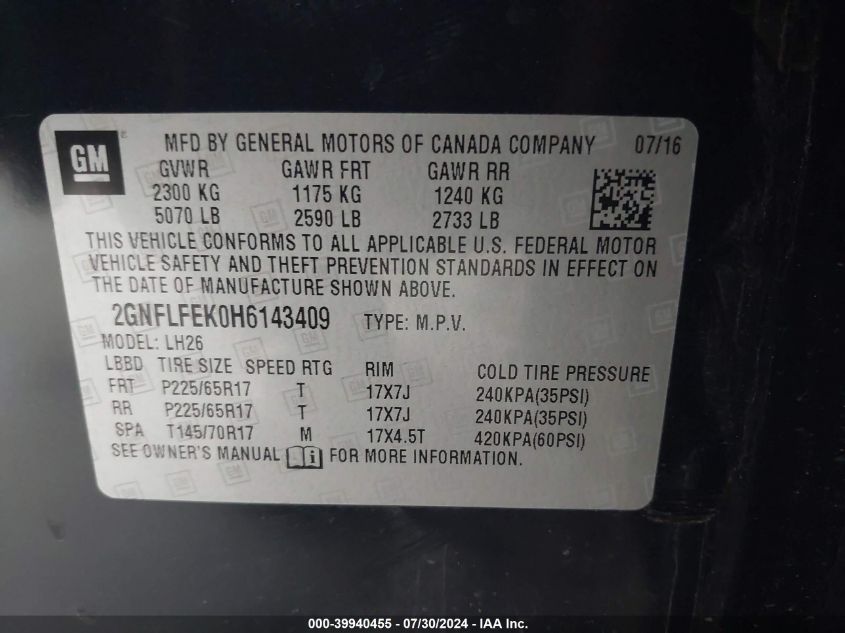 GM
MFD BY GENERAL MOTORS OF CANADA COMPANY 07/16
GVWR GAWR FRT GAWR RR
2300 KG 1175 KG 1240 KG
5070 LB 2590 LB 2733 LB
THIS VEHICLE CONFORMS TO ALL APPLICABLE U.S. FEDERAL MOTOR
VEHICLE SAFETY AND THEFT PREVENTION STANDARDS IN EFFECT ON
THE DATE OF MANUFACTURE SHOWN ABOVE.
2GNFLFEK0H6143409 TYPE: M.P.V.
MODEL: LH26
LBBD TIRE SIZE SPEED RTG RIM COLD TIRE PRESSURE
FRT P225/65R17 T 17X7J 240KPA(35PSI)
RR P225/65R17 T 17X7J 240KPA(35PSI)
SPA T145/70R17 M 17X4.5T 420KPA(60PSI)
SEE OWNER'S MANUAL i FOR MORE INFORMATION.
000-39940455 - 07/30/2024 - IAA Inc.